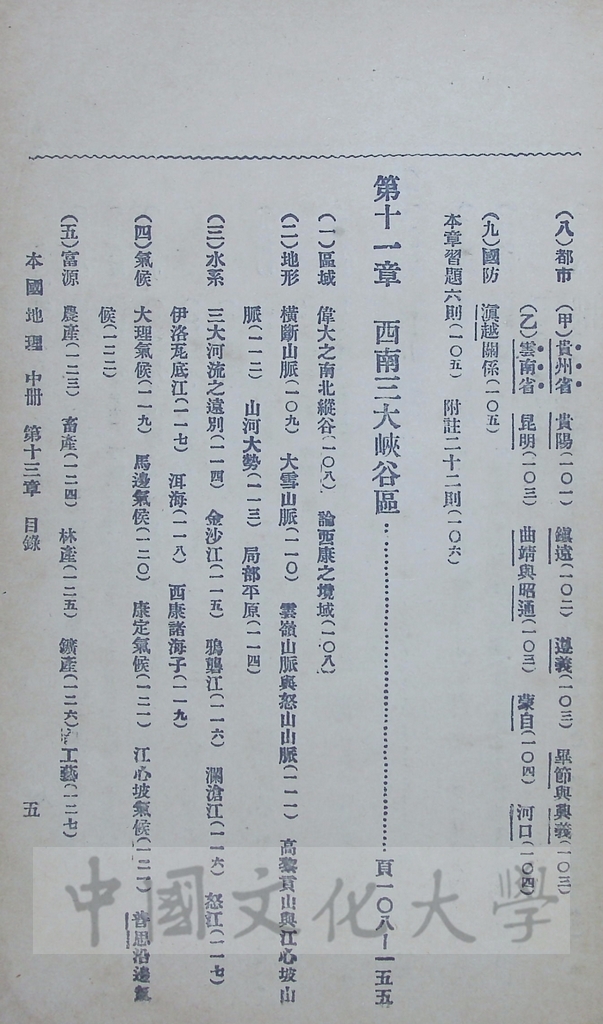 (八)都市　(甲)貴州省　貴陽(一〇一)　鎮遠(一〇二)　遵義(一〇三)　畢節與興義(一〇三)
(乙)雲南省　昆明(一〇三)　曲靖與昭通(一〇三)　蒙自(一〇四)　河口(一〇四)
(九)國防　滇越關係(一〇五)
本章習題六則(一〇五)　附註二十二則(一〇六)
第十一章　西南三大峽谷區……………………頁一〇八—一五五
(一)區域　偉大之南北縱谷(一〇八)　論西康之境域(一〇八)
(二)地形　橫斷山脈(一〇九)　大雪山脈(一一〇)　雲嶺山脈與怒山山脈(一一一)　高黎貢山與江心坡山
脈(一一二)　山河大勢(一一三)　局部平原(一一四)
(三)水系　三大河流之遠別(一一四)　金沙江(一一五)　鴉礱江(一一六)　瀾滄江(一一六)　怒江(一一七)
伊洛瓦底江(一一七)　洱海(一一八)　西康諸海子(一一九)
(四)氣候　大理氣候(一一九)　馬邊氣候(一二〇)　康定氣候(一二一)　江心坡氣候(一二一)　普思沿邊氣
候(一二二)
(五)富源　農產(一二三)　畜產(一二四)　林產(一二五)　鑛產(一二六)　工藝(一二七)
本國地理　中冊　第十三章　目錄　五
中國文化大學